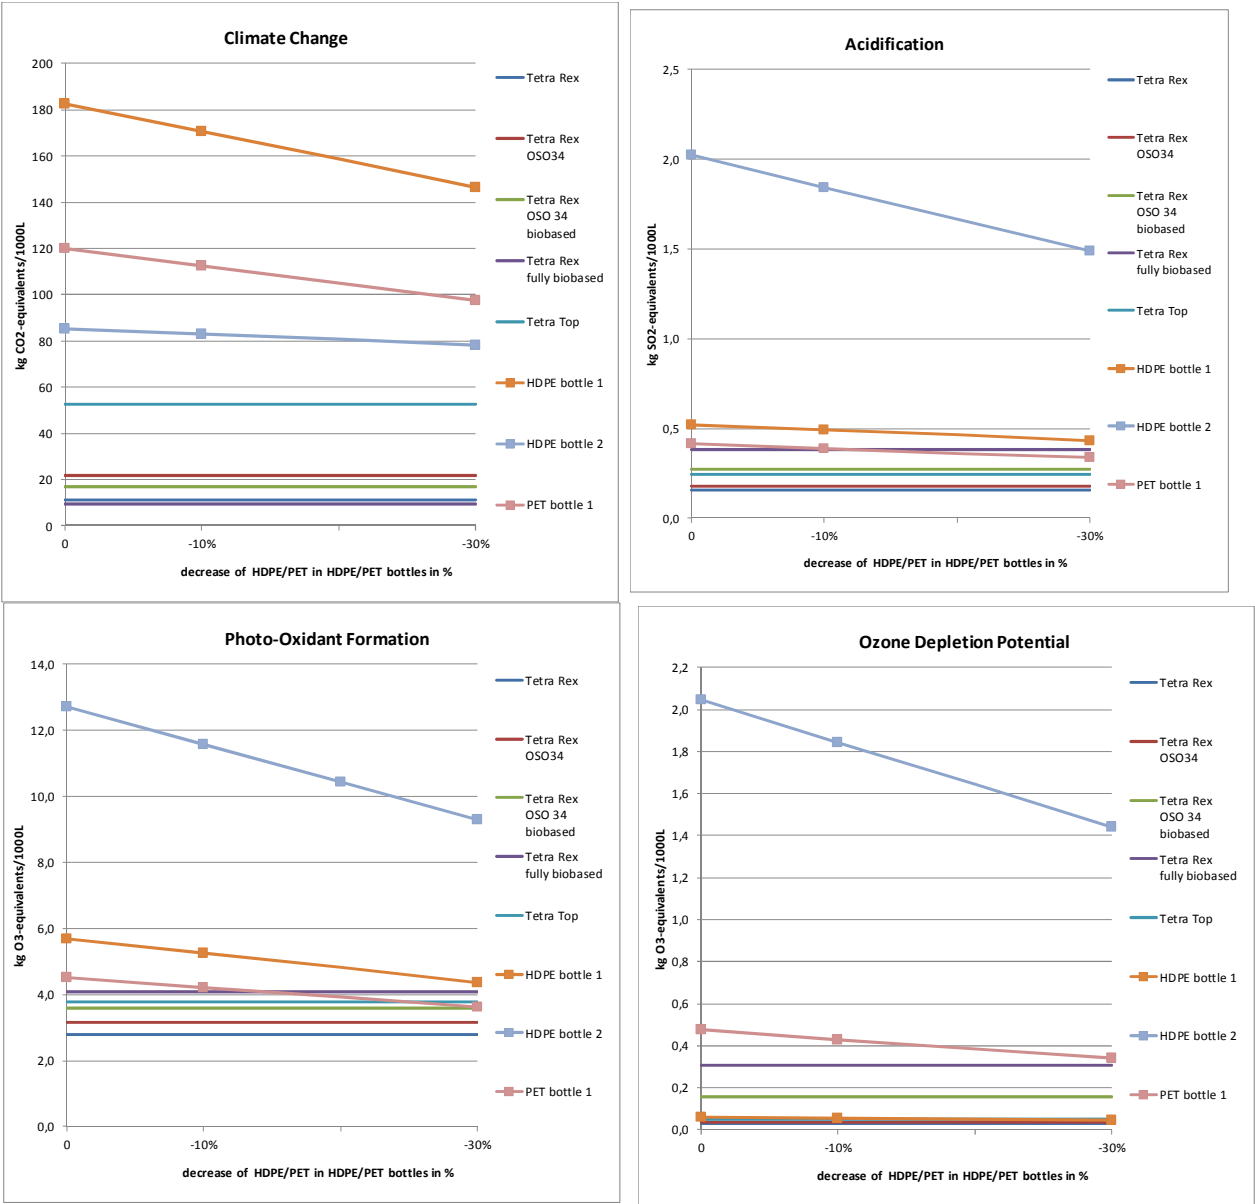 Climate Change
200
180
160
140
120
100
80
60
40
20
0
kg CO2-equivalents/1000L
0
-10%
-30%
decrease of HDPE/PET in HDPE/PET bottles in %
Tetra Rex
Tetra Rex
OSO34
Tetra Rex
OSO 34
biobased
Tetra Rex
fully biobased
Tetra Top
HDPE bottle 1
HDPE bottle 2
PET bottle 1
Acidification
2,5
2,0
1,5
1,0
0,5
0,0
kg SO2-equivalents/1000L
0
-10%
-30%
decrease of HDPE/PET in HDPE/PET bottles in %
Tetra Rex
Tetra Rex
OSO34
Tetra Rex
OSO 34
biobased
Tetra Rex
fully biobased
Tetra Top
HDPE bottle 1
HDPE bottle 2
PET bottle 1
Photo-Oxidant Formation
14,0
12,0
10,0
8,0
6,0
4,0
2,0
0,0
kg O3-equivalents/1000L
0
-10%
-30%
decrease of HDPE/PET in HDPE/PET bottles in %
Tetra Rex
Tetra Rex
OSO34
Tetra Rex
OSO 34
biobased
Tetra Rex
fully biobased
Tetra Top
HDPE bottle 1
HDPE bottle 2
PET bottle 1
Ozone Depletion Potential
2,2
2,0
1,8
1,6
1,4
1,2
1,0
0,8
0,6
0,4
0,2
0,0
kg O3-equivalents/1000L
0
-10%
-30%
decrease of HDPE/PET in HDPE/PET bottles in %
Tetra Rex
Tetra Rex
OSO34
Tetra Rex
OSO 34
biobased
Tetra Rex
fully biobased
Tetra Top
HDPE bottle 1
HDPE bottle 2
PET bottle 1